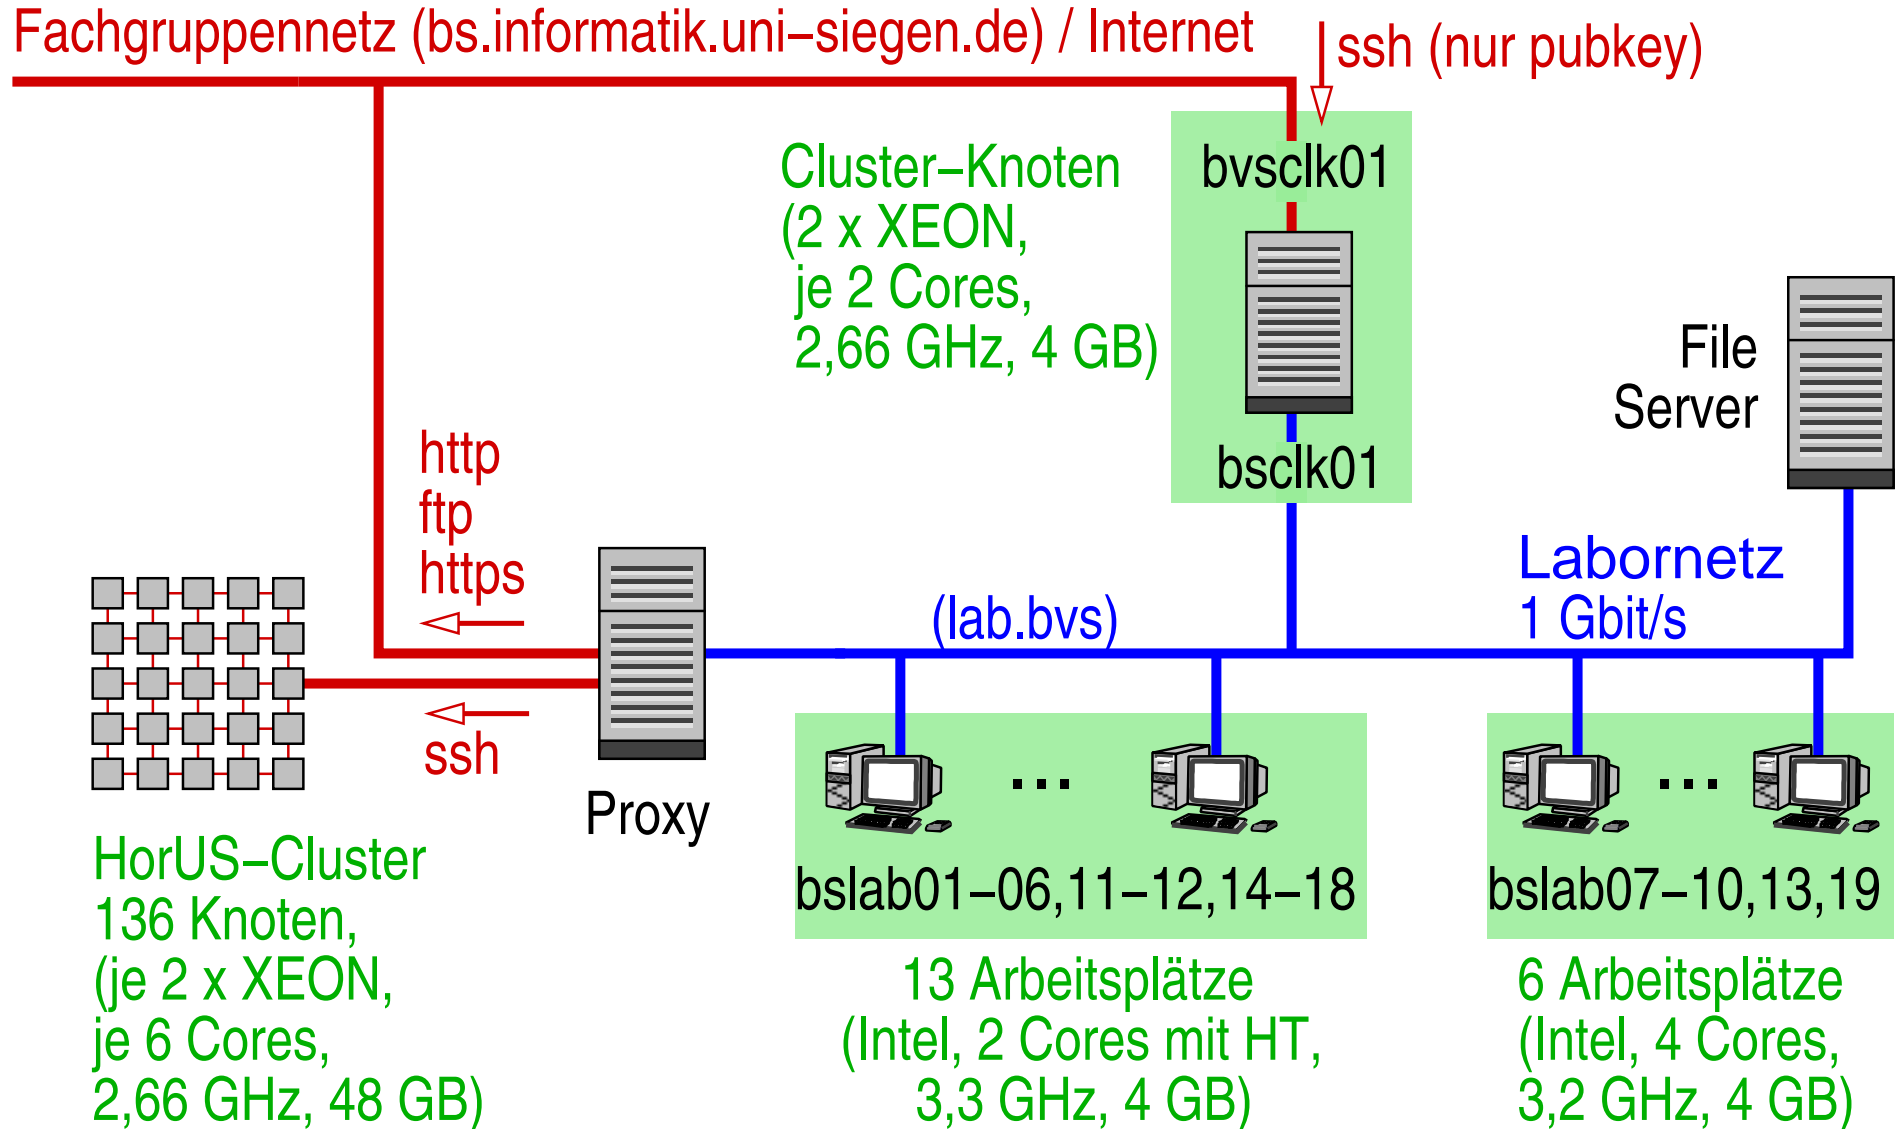 Fachgruppennetz (bs.informatik.uni–siegen.de) / Internet
ssh (nur pubkey)
Cluster–Knoten
(2 x XEON,
je 2 Cores,
2,66 GHz, 4 GB)
bvsclk01
bsclk01
File
Server
http
ftp
https
ssh
Proxy
(lab.bvs)
Labornetz
1 Gbit/s
HorUS–Cluster
136 Knoten,
(je 2 x XEON,
je 6 Cores,
2,66 GHz, 48 GB)
...
bslab01–06,11–12,14–18
13 Arbeitsplätze
(Intel, 2 Cores mit HT,
3,3 GHz, 4 GB)
...
bslab07–10,13,19
6 Arbeitsplätze
(Intel, 4 Cores,
3,2 GHz, 4 GB)